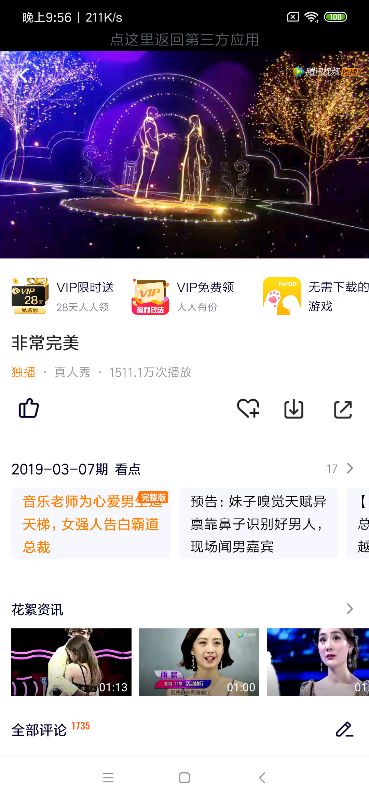 晚上9:56 | 211K/s
100
点这里返回第三方应用
VIP限时送
28天人人领
VIP免费领
人人有份
无需下载的
游戏
非常完美
独播 · 真人秀 · 1511.1万次播放
2019-03-07期 看点
17
完整版
音乐老师为心爱男生造
天梯，女强人告白霸道
总裁
预告：妹子嗅觉天赋异
禀靠鼻子识别好男人，
现场闻男嘉宾
【
总
越
花絮资讯
01:13
01:00
01:
全部评论 1735